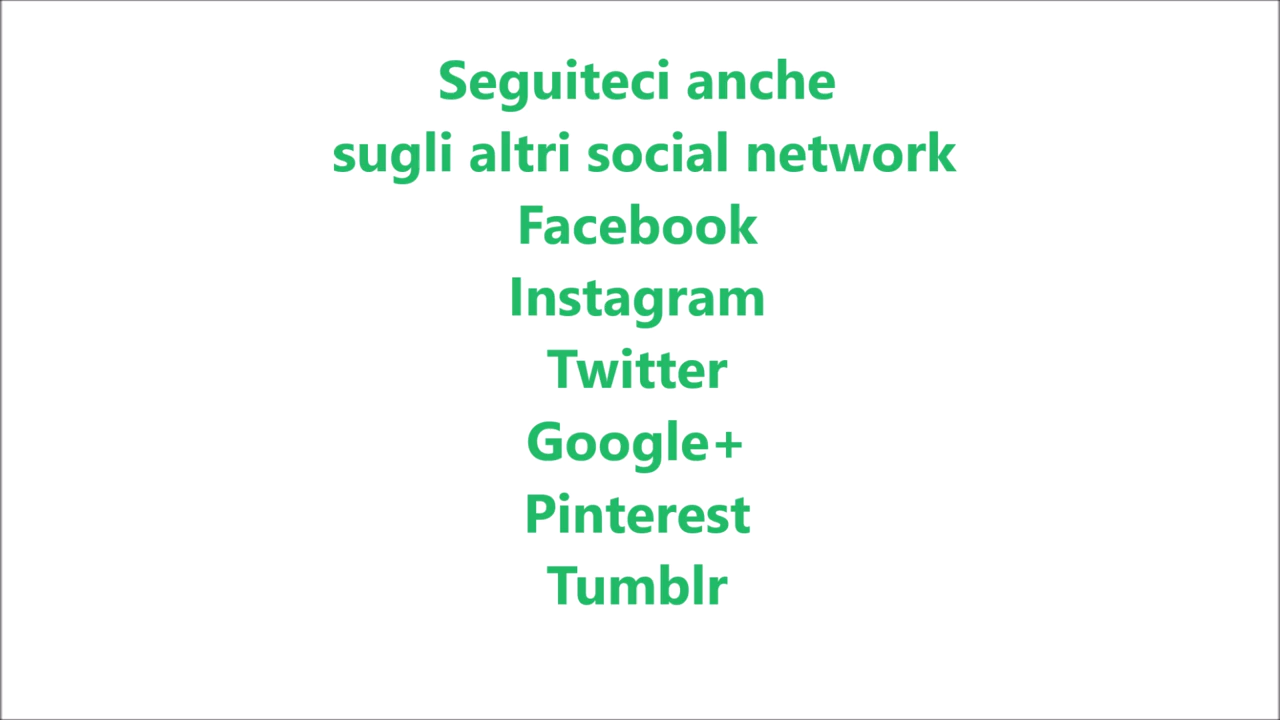 Seguiteci anche
sugli altri social network
Facebook
Instagram
Twitter
Google+
Pinterest
Tumblr